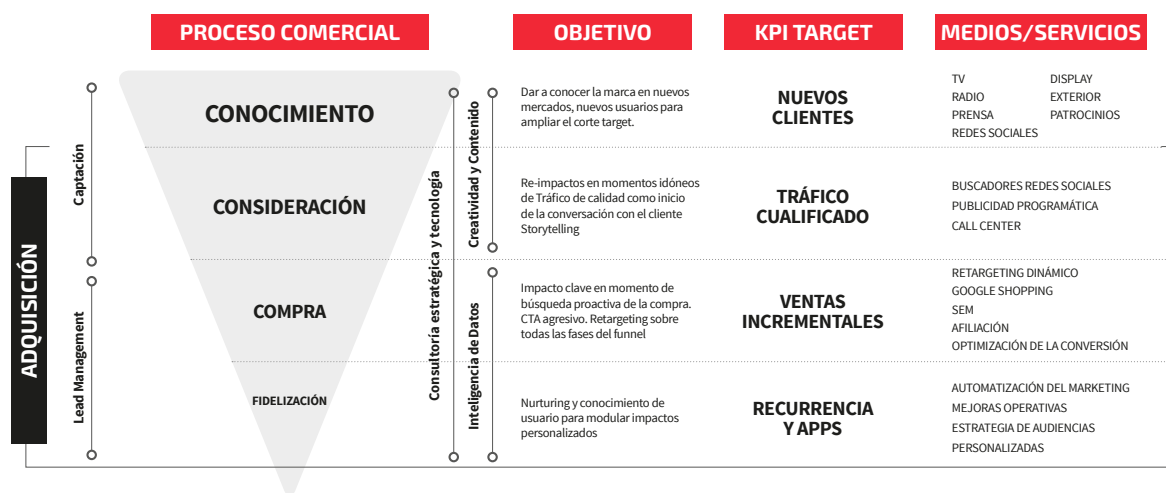 PROCESO COMERCIAL
OBJETIVO
KPI TARGET
MEDIOS/SERVICIOS
ADQUISICIÓN
Captación
Lead Management
CONOCIMIENTO
CONSIDERACIÓN
COMPRA
FIDELIZACIÓN
Consultoría estratégica y tecnología
Creatividad y Contenido
Inteligencia de Datos
Dar a conocer la marca en nuevos
mercados, nuevos usuarios para
ampliar el corte target.
NUEVOS
CLIENTES
TV
RADIO
PRENSA
REDES SOCIALES
DISPLAY
EXTERIOR
PATROCINIOS
Re-impactos en momentos idóneos
de Tráfico de calidad como inicio
de la conversación con el cliente
Storytelling
TRÁFICO
CUALIFICADO
BUSCADORES REDES SOCIALES
PUBLICIDAD PROGRAMÁTICA
CALL CENTER
Impacto clave en momento de
búsqueda proactiva de la compra.
CTA agresivo. Retargeting sobre
todas las fases del funnel
VENTAS
INCREMENTALES
RETARGETING DINÁMICO
GOOGLE SHOPPING
SEM
AFILIACIÓN
OPTIMIZACIÓN DE LA CONVERSIÓN
Nurturing y conocimiento de
usuario para modular impactos
personalizados
RECURRENCIA
Y APPS
AUTOMATIZACIÓN DEL MARKETING
MEJORAS OPERATIVAS
ESTRATEGIA DE AUDIENCIAS
PERSONALIZADAS